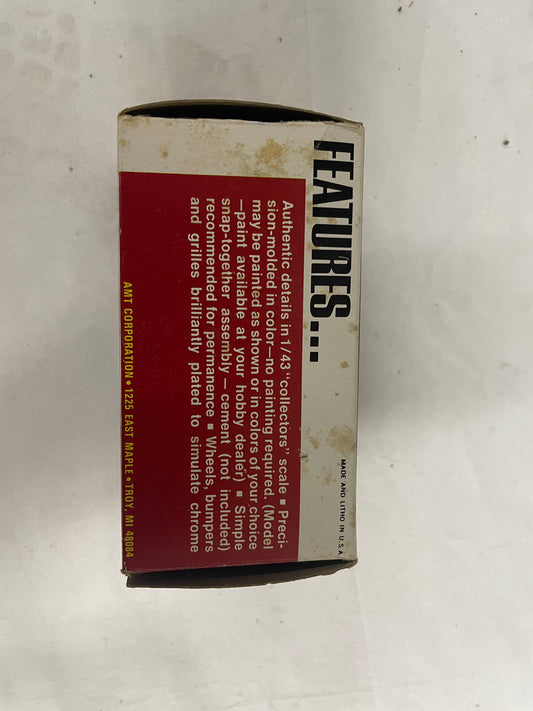 FEATURES...
MADE AND LITHO IN U.S.A.
Authentic details in 1/43 "collectors" scale ■ Preci-
sion-molded in color—no painting required. (Model
may be painted as shown or in colors of your choice
—paint available at your hobby dealer) ■ Simple
snap-together assembly — cement (not included)
recommended for permanence ■ Wheels, bumpers
and grilles brilliantly plated to simulate chrome
AMT CORPORATION • 1225 EAST MAPLE • TROY, MI 48084